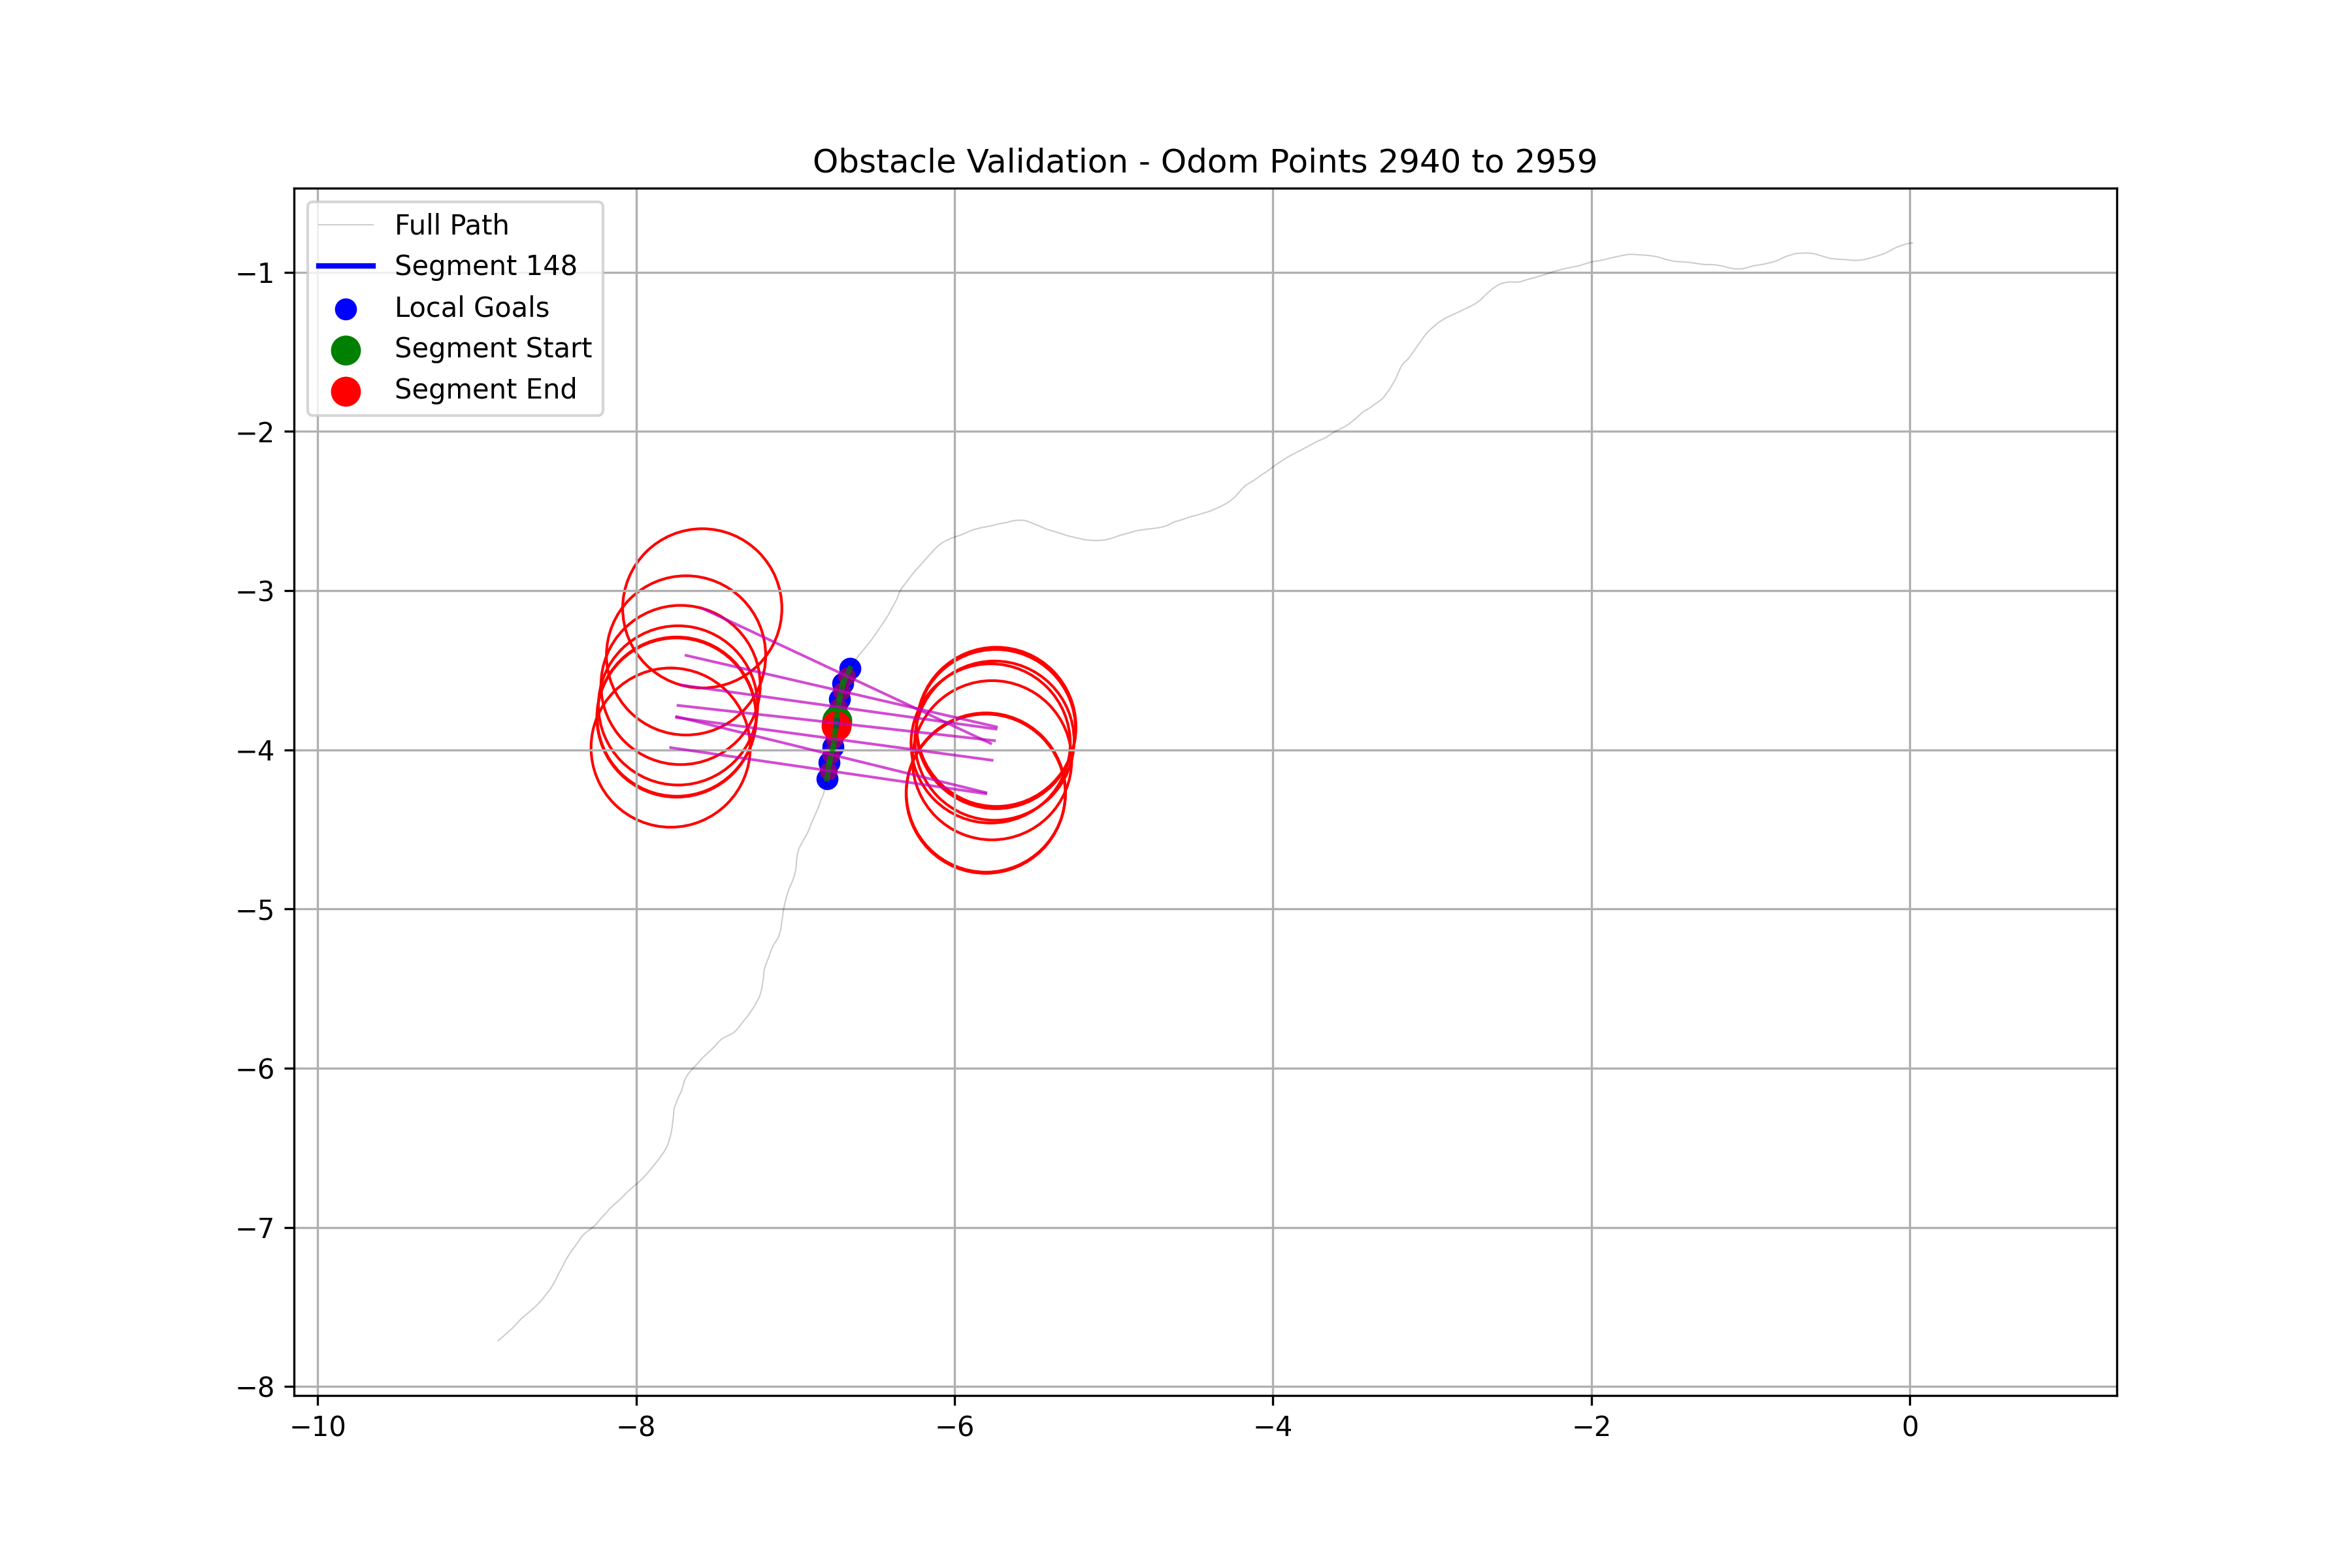 Obstacle Validation - Odom Points 2940 to 2959
Full Path
Segment 148
Local Goals
Segment Start
Segment End
−1
−2
−3
−4
−5
−6
−7
−8
−10
−8
−6
−4
−2
0